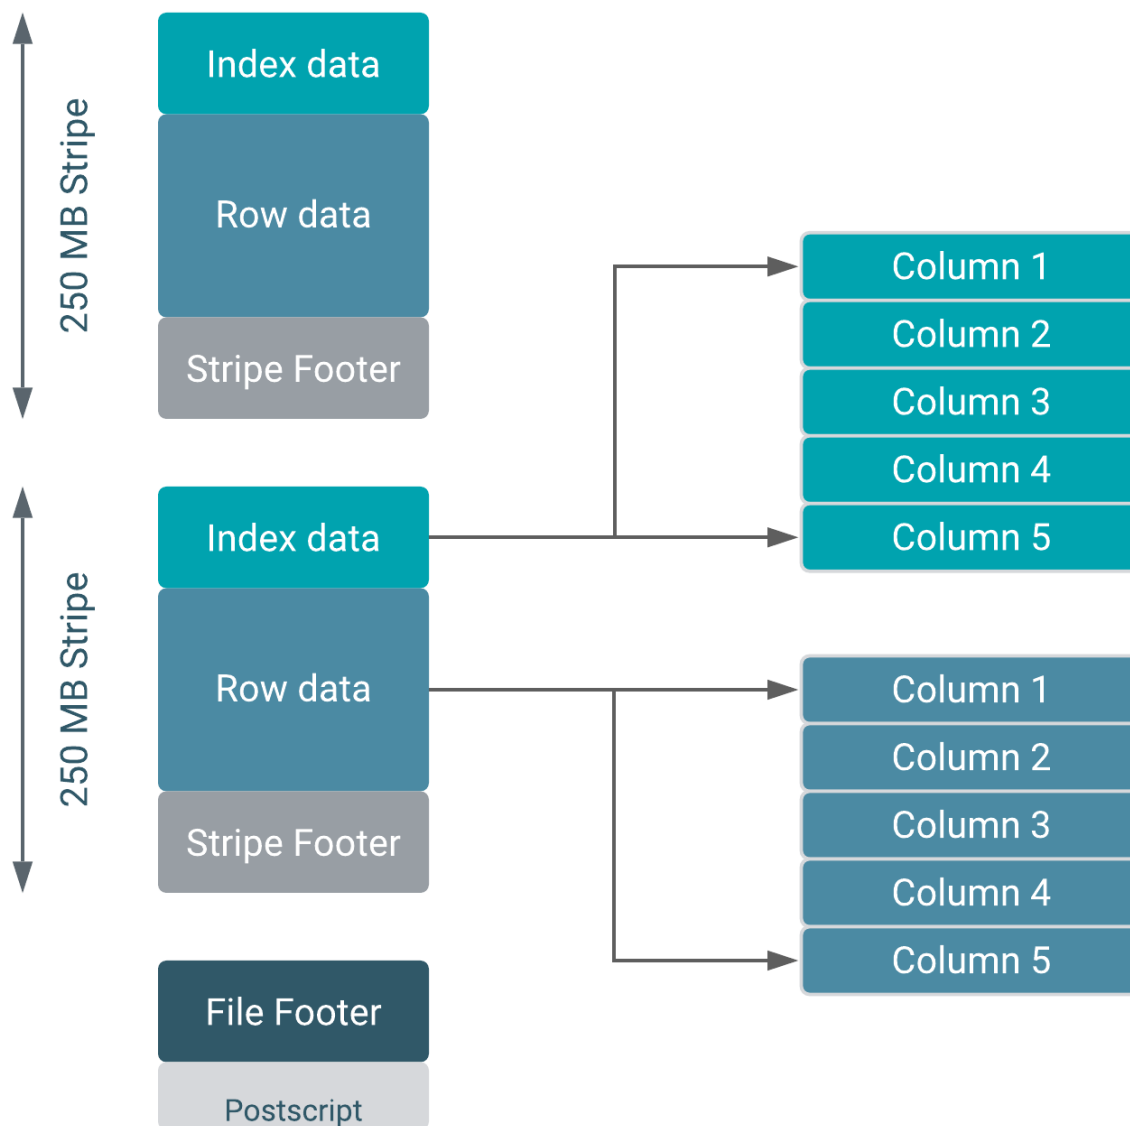 250 MB Stripe
Index data
Row data
Stripe Footer
250 MB Stripe
Index data
Row data
Stripe Footer
File Footer
Postscript
Column 1
Column 2
Column 3
Column 4
Column 5
Column 1
Column 2
Column 3
Column 4
Column 5